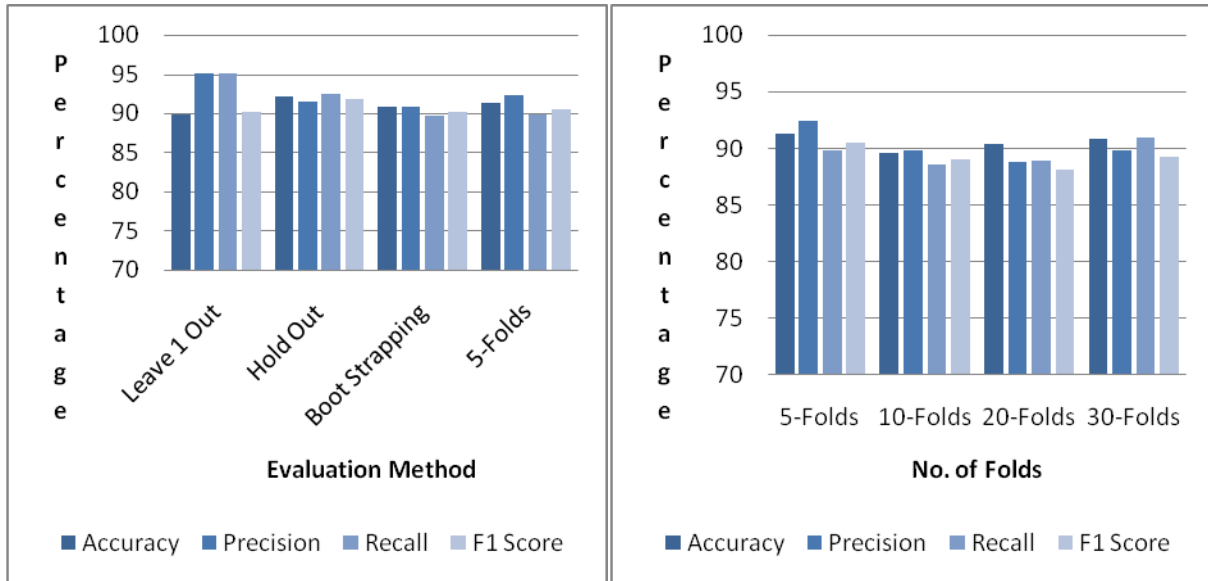 Percentage
100
95
90
85
80
75
70
Leave 1 Out
Hold Out
Boot Strapping
5-Folds
Evaluation Method
Accuracy Precision Recall F1 Score
Percentage
100
95
90
85
80
75
70
5-Folds 10-Folds 20-Folds 30-Folds
No. of Folds
Accuracy Precision Recall F1 Score